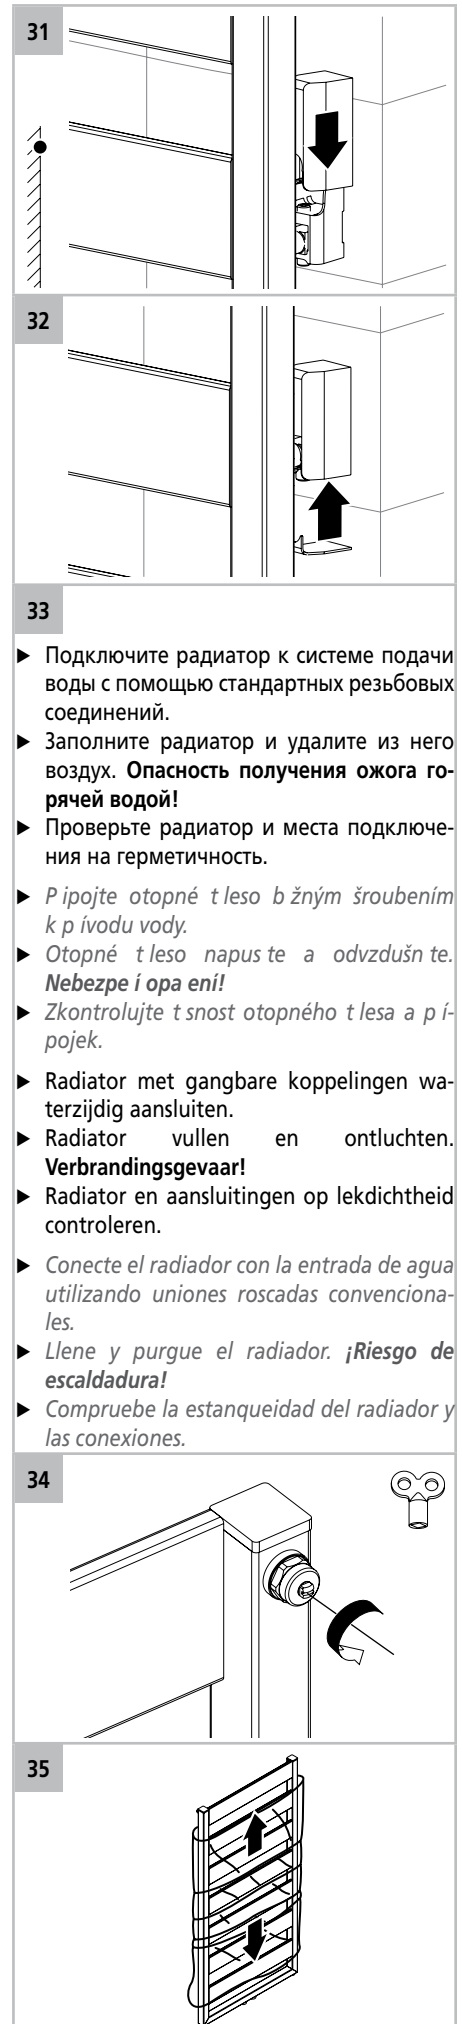 31
32
33
▶ Подключите радиатор к системе подачи
воды с помощью стандартных резьбовых
соединений.
▶ Заполните радиатор и удалите из него
воздух. Опасность получения ожога го-
рячей водой!
▶ Проверьте радиатор и места подключе-
ния на герметичность.
▶ P ipojte otopné t leso b žným šroubením
k p ívodu vody.
▶ Otopné t leso napus te a odvzdušn te.
Nebezpe í opa ení!
▶ Zkontrolujte t snost otopného t lesa a p í-
pojek.
▶ Radiator met gangbare koppelingen wa-
terzijdig aansluiten.
▶ Radiator vullen en ontluchten.
Verbrandingsgevaar!
▶ Radiator en aansluitingen op lekdichtheid
controleren.
▶ Conecte el radiador con la entrada de agua
utilizando uniones roscadas convenciona-
les.
▶ Llene y purgue el radiador. ¡Riesgo de
escaldadura!
▶ Compruebe la estanqueidad del radiador y
las conexiones.
34
35